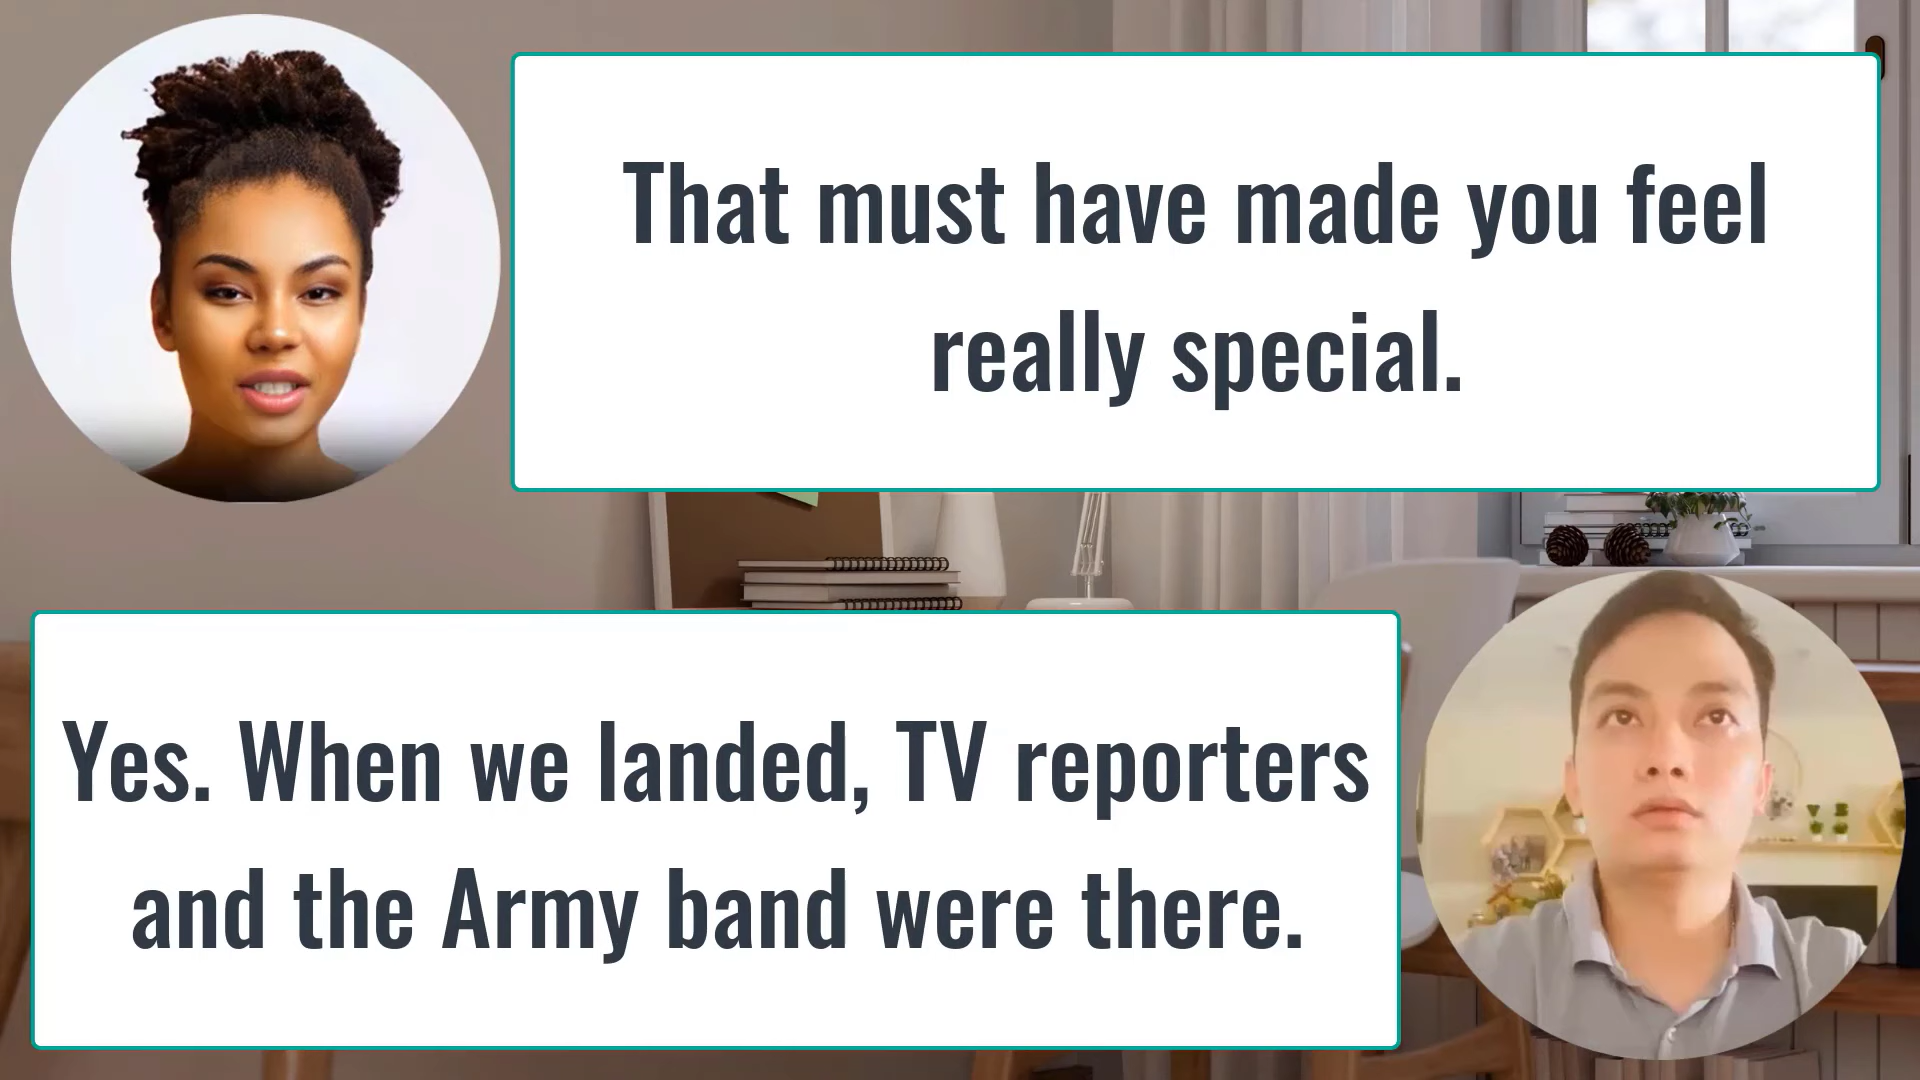 That must have made you feel
really special.
Yes. When we landed, TV reporters
and the Army band were there.